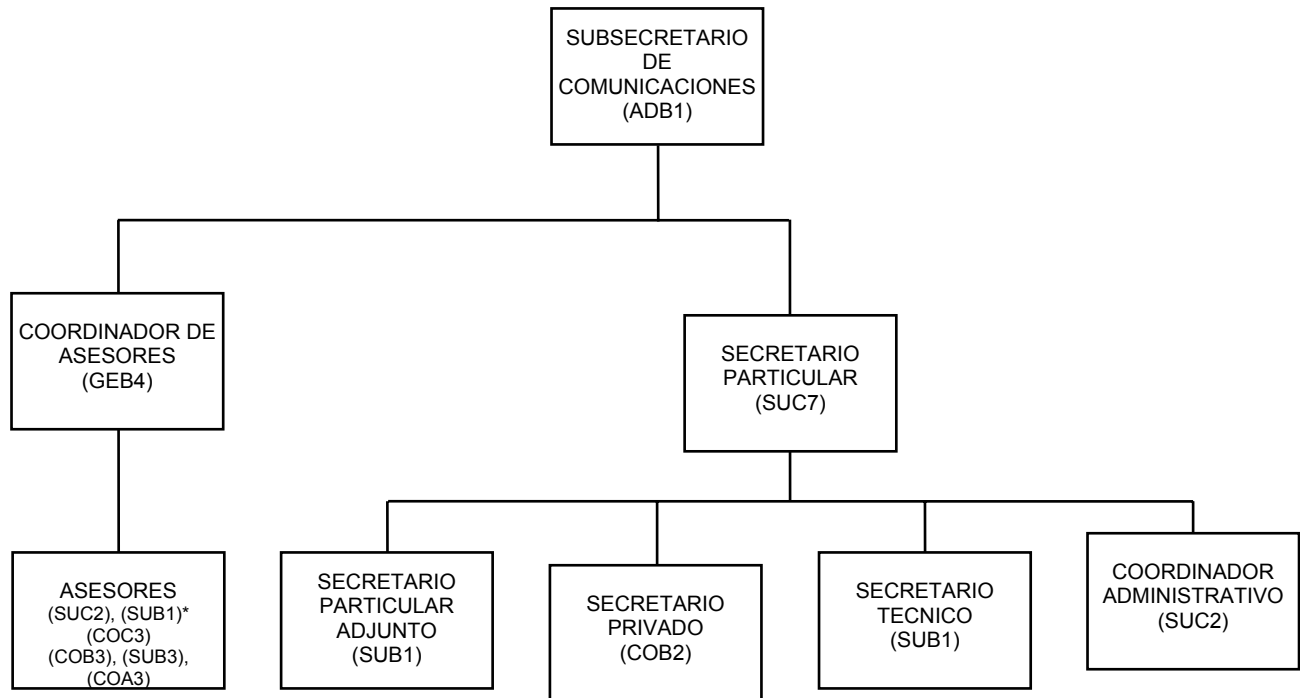 SUBSECRETARIO
DE
COMUNICACIONES
(ADB1)
COORDINADOR DE
ASESORES
(GEB4)
SECRETARIO
PARTICULAR
(SUC7)
ASESORES
(SUC2), (SUB1)*
(COC3)
(COB3), (SUB3),
(COA3)
SECRETARIO
PARTICULAR
ADJUNTO
(SUB1)
SECRETARIO
PRIVADO
(COB2)
SECRETARIO
TECNICO
(SUB1)
COORDINADOR
ADMINISTRATIVO
(SUC2)